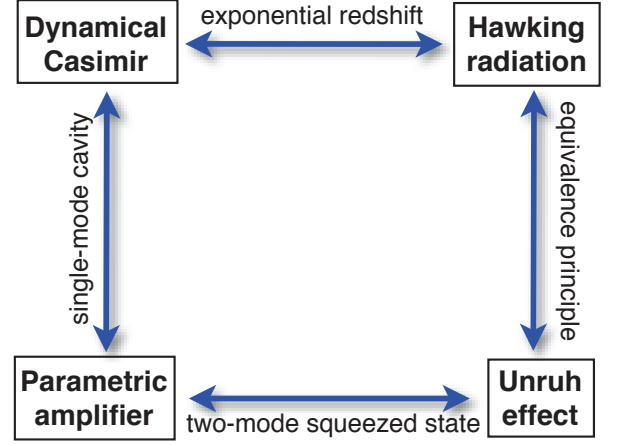 Dynamical
Casimir
exponential redshift
Hawking
radiation
single-mode cavity
equivalence principle
Parametric
amplifier
two-mode squeezed state
Unruh
effect